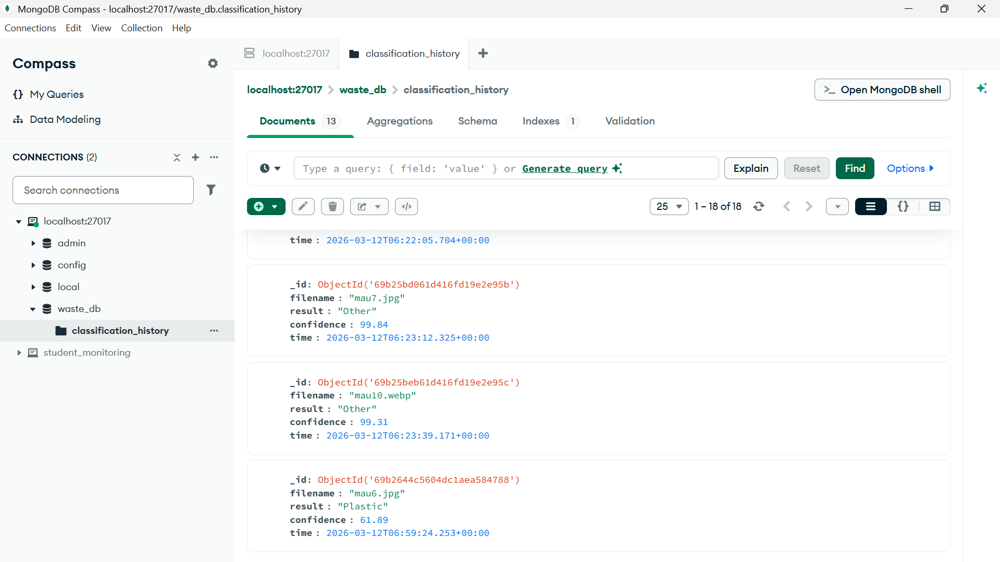 MongoDB Compass - localhost:27017/waste_db.classification_history
Connections Edit View Collection Help
Compass
My Queries
Data Modeling
CONNECTIONS (2)
Search connections
localhost:27017
admin
config
local
waste_db
classification_history
student_monitoring
localhost:27017 classification_history
localhost:27017 > waste_db > classification_history
>_ Open MongoDB shell
Documents 13 Aggregations Schema Indexes 1 Validation
Type a query: { field: 'value' } or Generate query
Explain Reset Find Options
25 1 – 18 of 18
time : 2026-03-12T06:22:05.704+00:00
_id: ObjectId('69b25bd061d416fd19e2e95b')
filename : "mau7.jpg"
result : "Other"
confidence : 99.84
time : 2026-03-12T06:23:12.325+00:00
_id: ObjectId('69b25beb61d416fd19e2e95c')
filename : "mau10.webp"
result : "Other"
confidence : 99.31
time : 2026-03-12T06:23:39.171+00:00
_id: ObjectId('69b2644c5604dc1aea584788')
filename : "mau6.jpg"
result : "Plastic"
confidence : 61.89
time : 2026-03-12T06:59:24.253+00:00